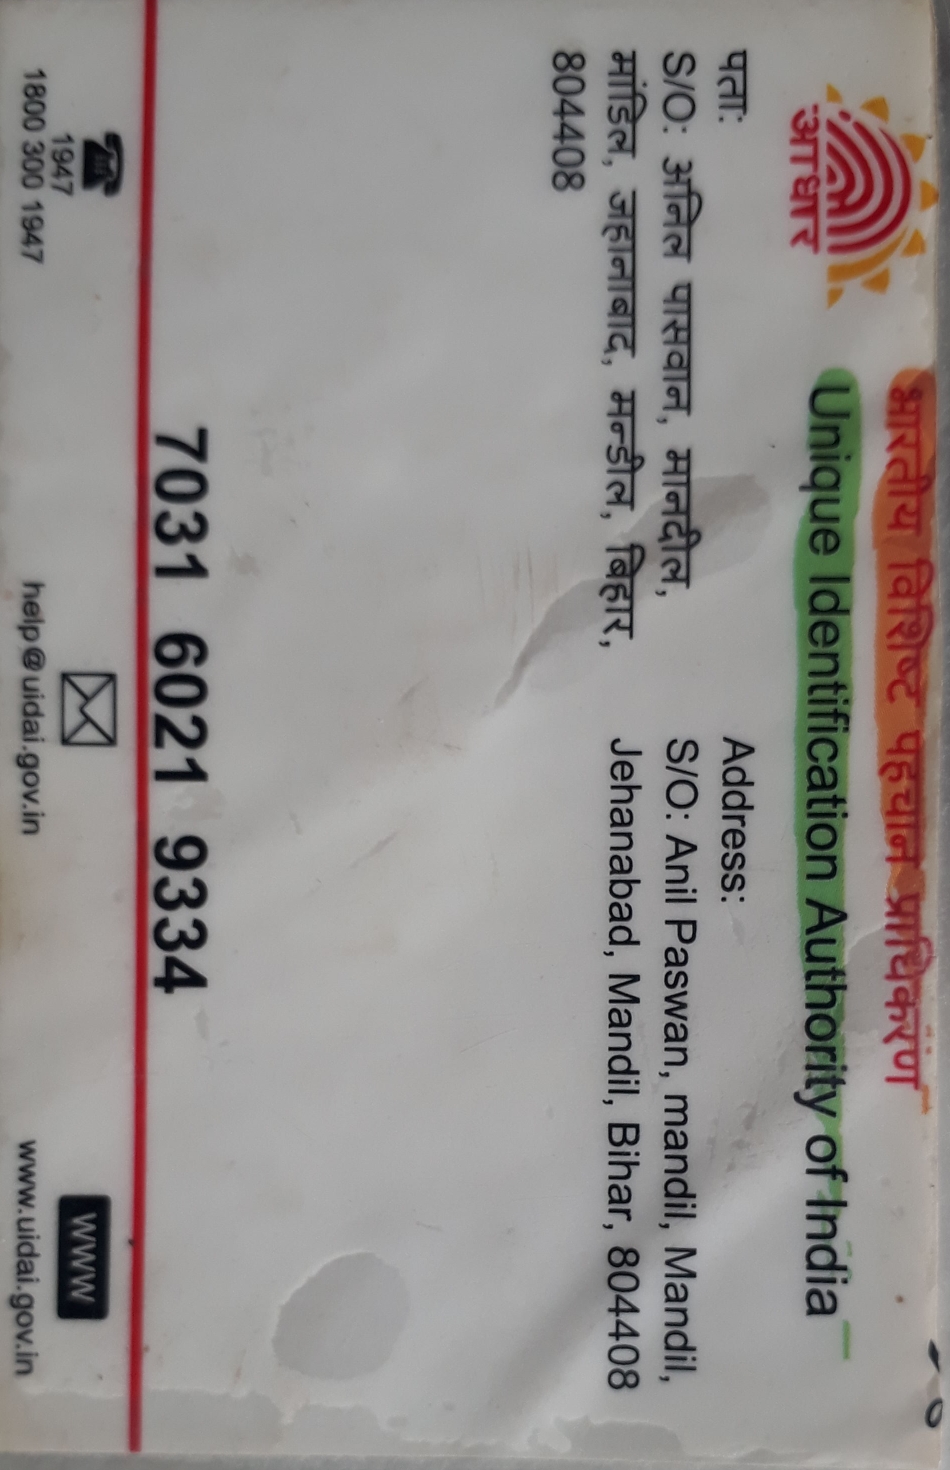 आधार
भारतीय विशिष्ट पहचान प्राधिकरण
Unique Identification Authority of India
पता:
S/O: अनिल पासवान, मानदील,
मांडिल, जहानाबाद, मन्डील, बिहार,
804408
Address:
S/O: Anil Paswan, mandil, Mandil,
Jehanabad, Mandil, Bihar, 804408
7031 6021 9334
1947
1800 300 1947
help@uidai.gov.in
www
www.uidai.gov.in